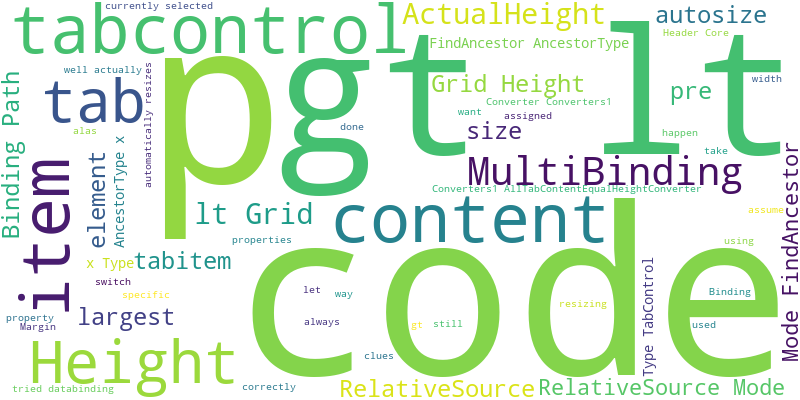 currently selected
tabcontrol
ActualHeight
autosize
FindAncestor AncestorType
Header Core
p
gt
lt
well actually
automatically resizes
Grid Height
width
tab
Converter Converters1
pre
Binding Path
alas
want
assigned
done
size
happen
take
MultiBinding
item
element
AncestorType x
Converters1 AllTabContentEqualHeightConverter
lt Grid
content
assume
Mode FindAncestor
properties
using
code
x Type
tabitem
switch
specific
let
way
Type TabControl
Binding
resizing
property
Margin
largest
always
gt
still
used
Height
clues
tried databinding
correctly
RelativeSource
RelativeSource Mode